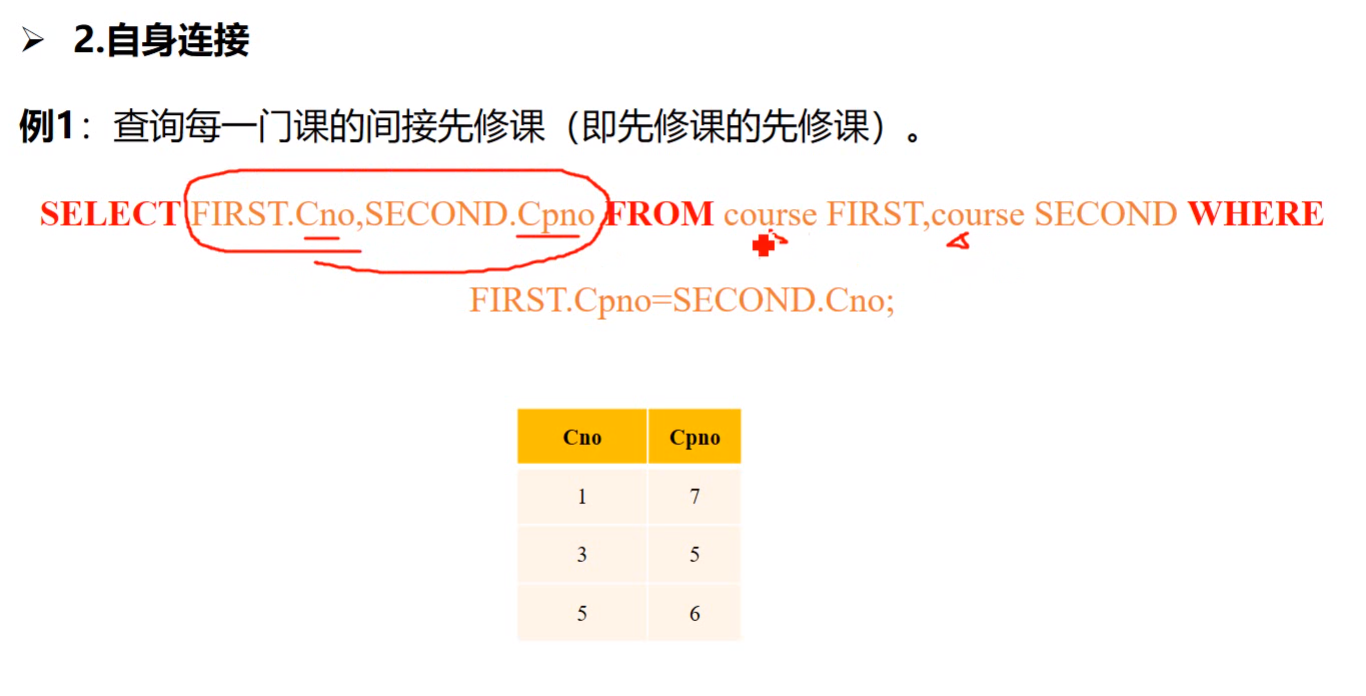 ➢ 2.自身连接
例1：查询每一门课的间接先修课（即先修课的先修课）。
SELECT FIRST.Cno,SECOND.Cpno FROM course FIRST,course SECOND WHERE
FIRST.Cpno=SECOND.Cno;
Cno Cpno
1 7
3 5
5 6